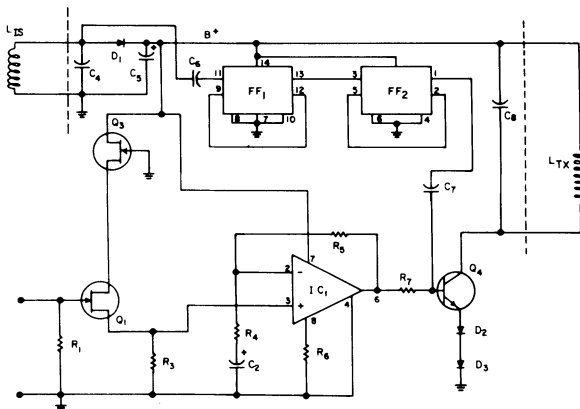 L_IS
D1
C4
C5
+
B+
C6
11
9
14
13
12
FF1
8
7
10
3
5
1
2
FF2
6
4
C7
C8
L_TX
Q3
R5
7
2
-
3
+
IC1
6
8
4
R7
Q4
Q1
R1
R3
R4
+
C2
R6
D2
D3